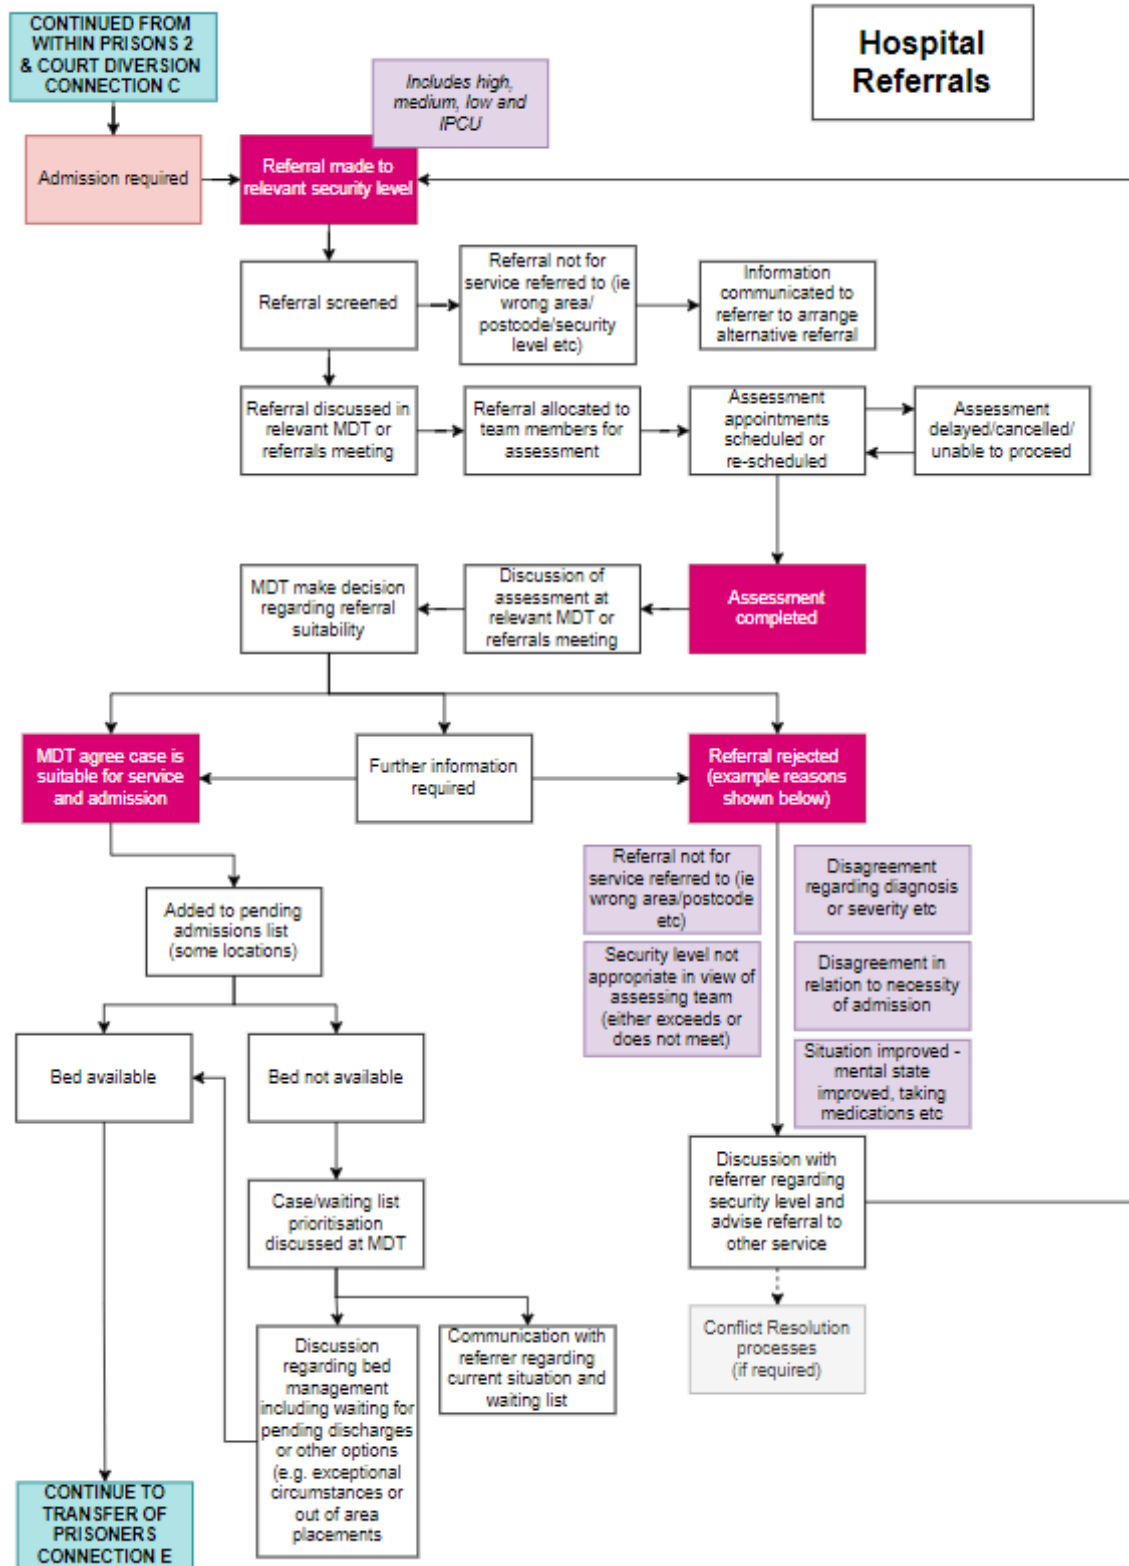 CONTINUED FROM
WITHIN PRISONS 2
& COURT DIVERSION
CONNECTION C
Hospital
Referrals
Includes high,
medium, low and
IPCU
Admission required
Referral made to
relevant security level
Referral screened
Referral not for
service referred to (ie
wrong area/
postcode/security
level etc)
Information
communicated to
referrer to arrange
alternative referral
Referral discussed in
relevant MDT or
referrals meeting
Referral allocated to
team members for
assessment
Assessment
appointments
scheduled or
re-scheduled
Assessment
delayed/cancelled/
unable to proceed
MDT make decision
regarding referral
suitability
Discussion of
assessment at
relevant MDT or
referrals meeting
Assessment
completed
MDT agree case is
suitable for service
and admission
Further information
required
Referral rejected
(example reasons
shown below)
Referral not for
service referred to (ie
wrong area/postcode
etc)
Disagreement
regarding diagnosis
or severity etc
Added to pending
admissions list
(some locations)
Security level not
appropriate in view of
assessing team
(either exceeds or
does not meet)
Disagreement in
relation to necessity
of admission
Bed available
Bed not available
Situation improved -
mental state
improved, taking
medications etc
Case/waiting list
prioritisation
discussed at MDT
Discussion with
referrer regarding
security level and
advise referral to
other service
Discussion
regarding bed
management
including waiting for
pending discharges
or other options
(e.g. exceptional
circumstances or
out of area
placements
Communication with
referrer regarding
current situation and
waiting list
Conflict Resolution
processes
(if required)
CONTINUE TO
TRANSFER OF
PRISONERS
CONNECTION E